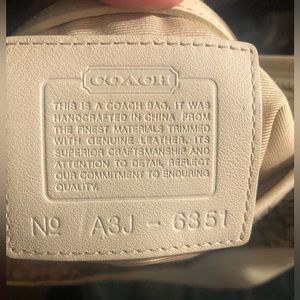 COACH
THIS IS A COACH BAG. IT WAS
HANDCRAFTED IN CHINA FROM
THE FINEST MATERIALS TRIMMED
WITH GENUINE LEATHER. ITS
SUPERIOR CRAFTSMANSHIP AND
ATTENTION TO DETAIL REFLECT
OUR COMMITMENT TO ENDURING
QUALITY.
Nº A3J - 6351